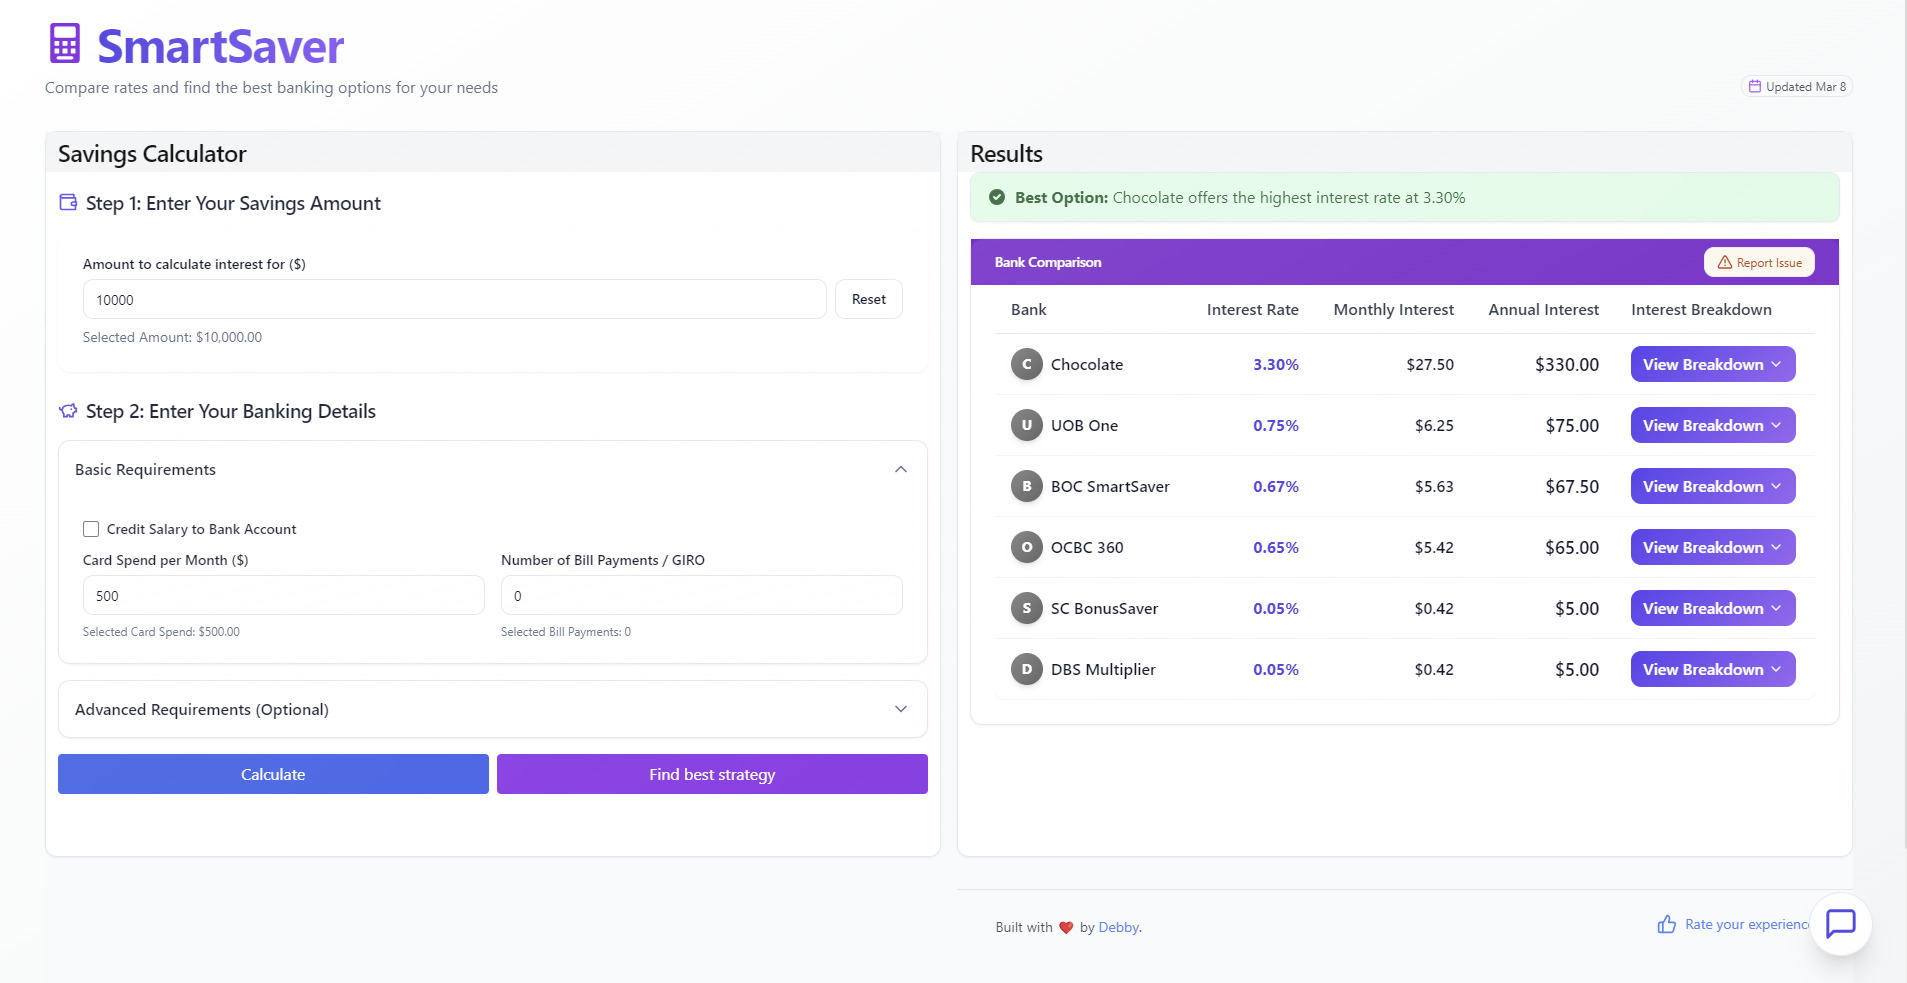 SmartSaver
Compare rates and find the best banking options for your needs
Updated Mar 8
Savings Calculator
Step 1: Enter Your Savings Amount
Amount to calculate interest for ($)
10000
Reset
Selected Amount: $10,000.00
Step 2: Enter Your Banking Details
Basic Requirements
Credit Salary to Bank Account
Card Spend per Month ($)
Number of Bill Payments / GIRO
500
0
Selected Card Spend: $500.00
Selected Bill Payments: 0
Advanced Requirements (Optional)
Calculate
Find best strategy
Results
Best Option: Chocolate offers the highest interest rate at 3.30%
Bank Comparison
Report Issue
Bank Interest Rate Monthly Interest Annual Interest Interest Breakdown
C Chocolate 3.30% $27.50 $330.00 View Breakdown
U UOB One 0.75% $6.25 $75.00 View Breakdown
B BOC SmartSaver 0.67% $5.63 $67.50 View Breakdown
O OCBC 360 0.65% $5.42 $65.00 View Breakdown
S SC BonusSaver 0.05% $0.42 $5.00 View Breakdown
D DBS Multiplier 0.05% $0.42 $5.00 View Breakdown
Built with ❤️ by Debby.
Rate your experienc